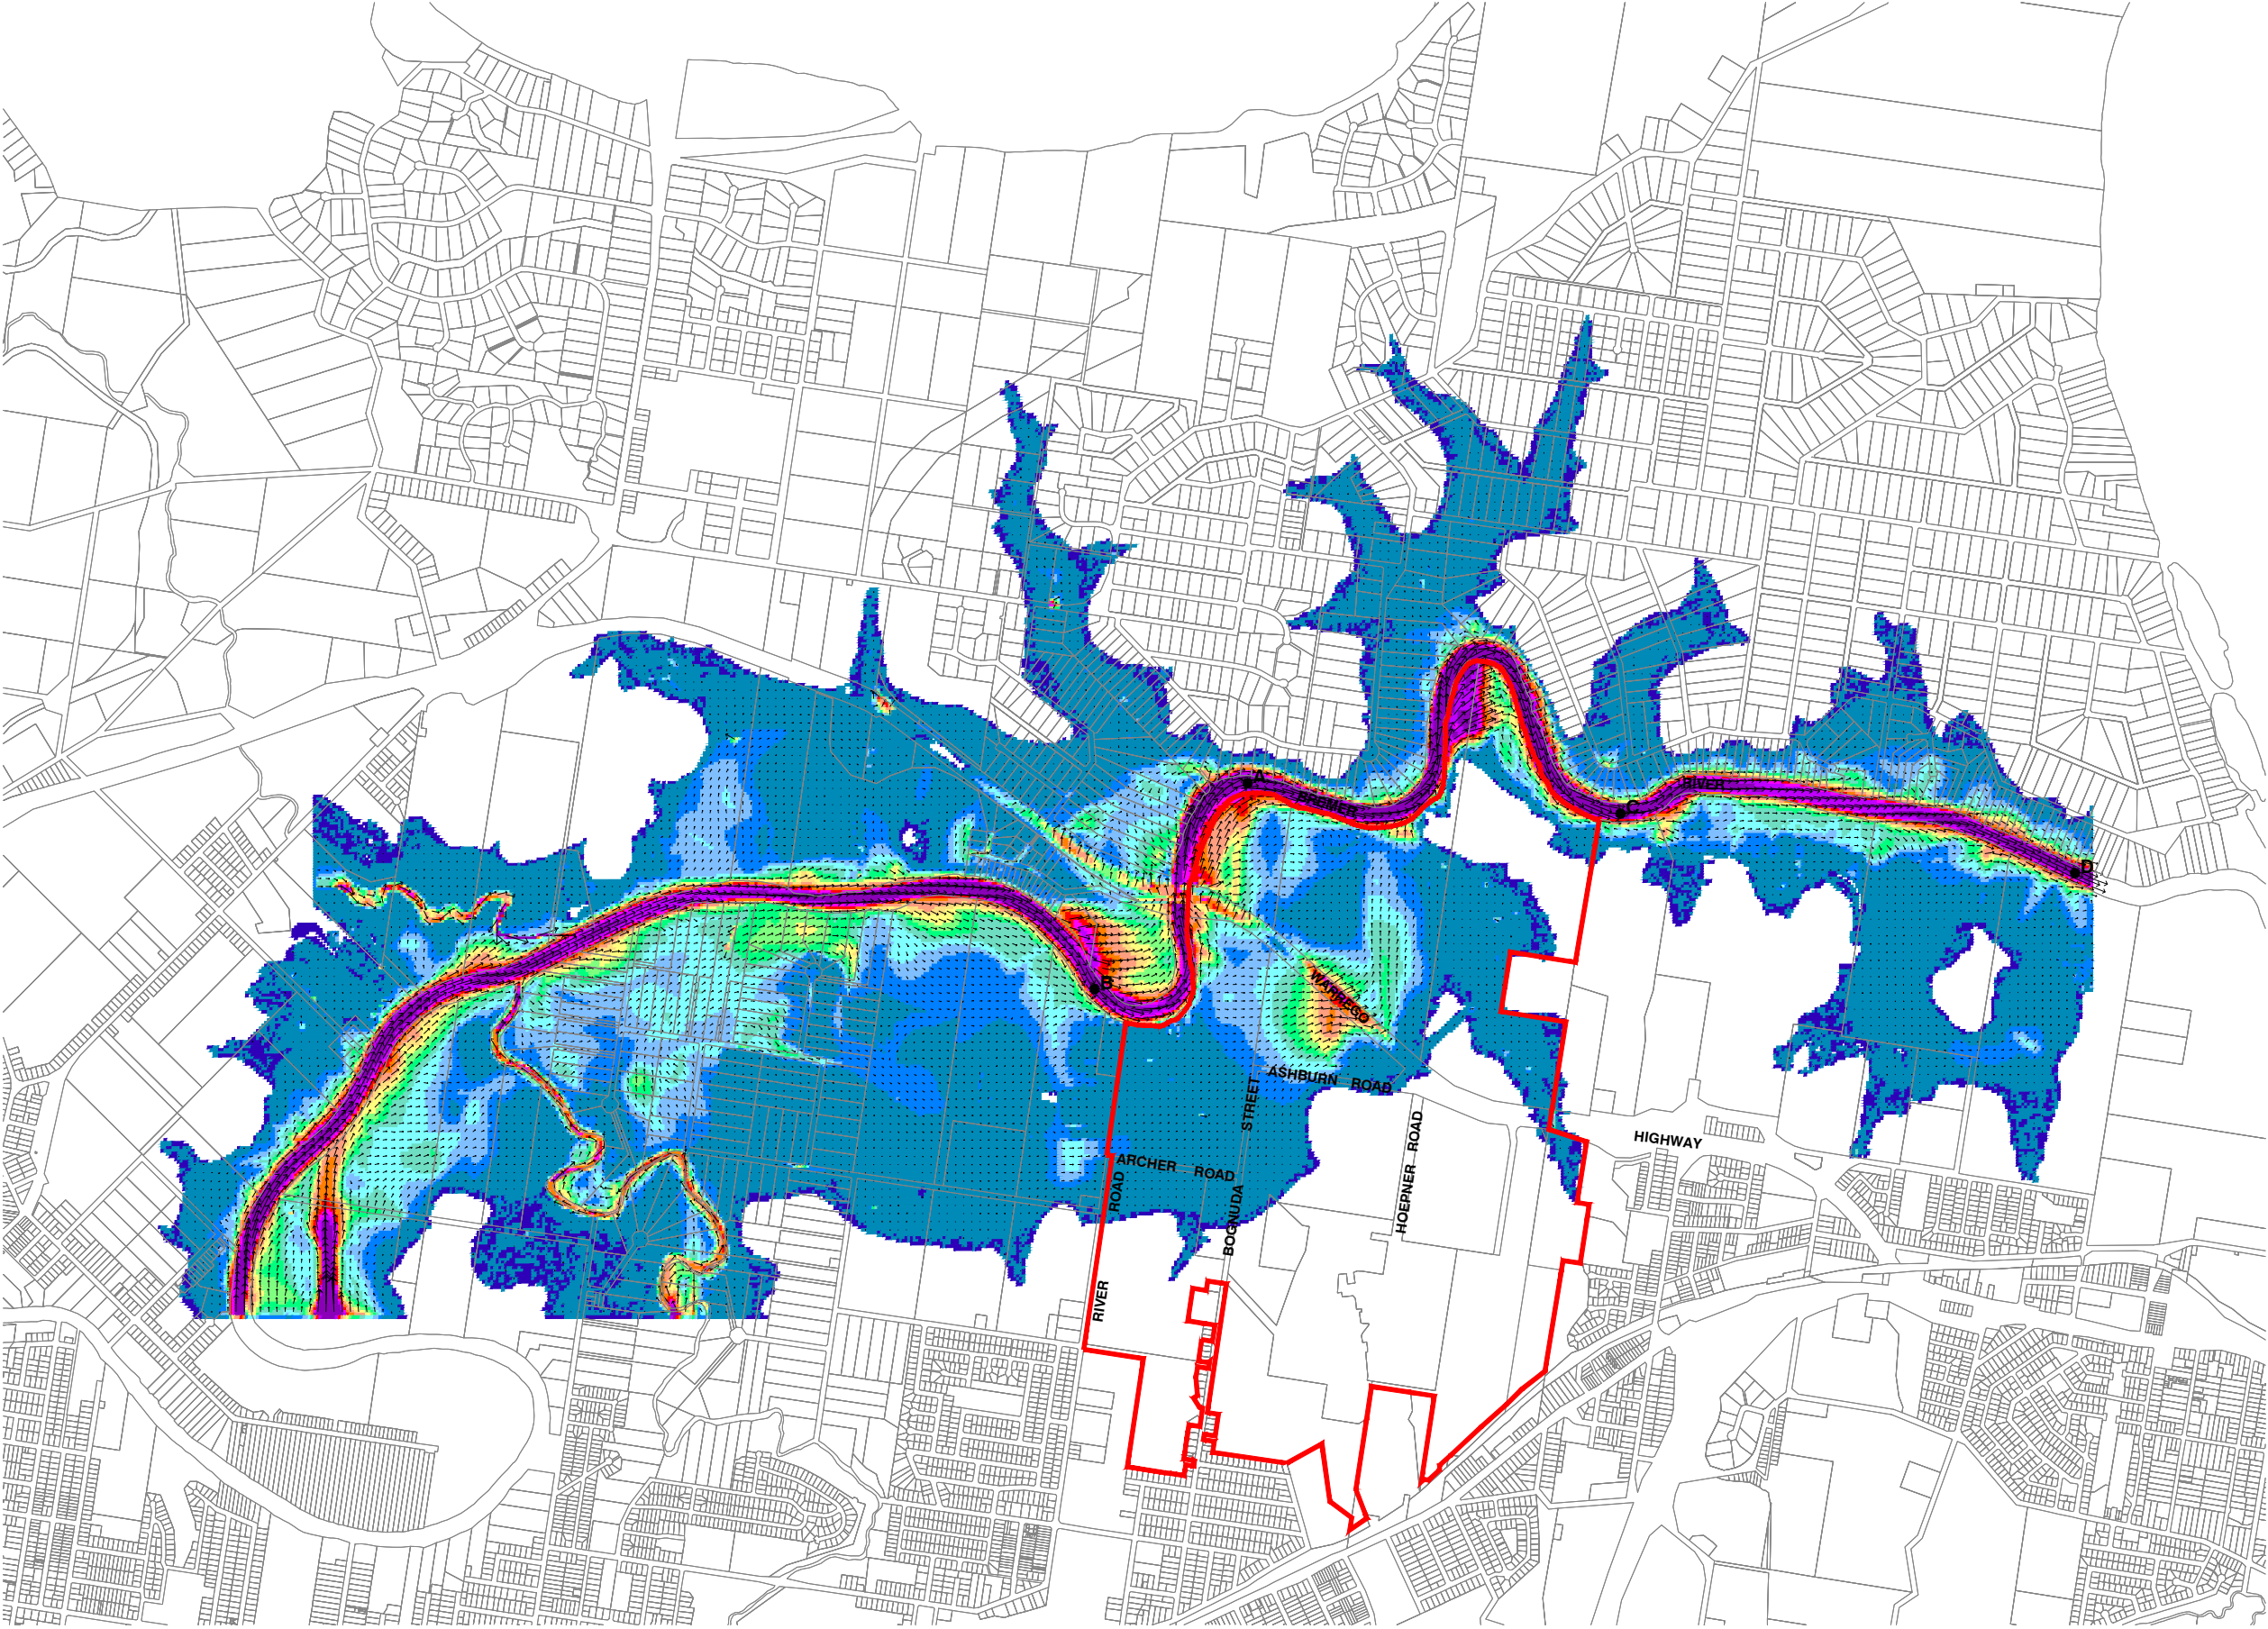 A
BREMER
RIVER
C
D
B
WARREGO
ASHBURN ROAD
STREET
HIGHWAY
ARCHER ROAD
ROAD
BOGNUDA
HOEPNER ROAD
RIVER